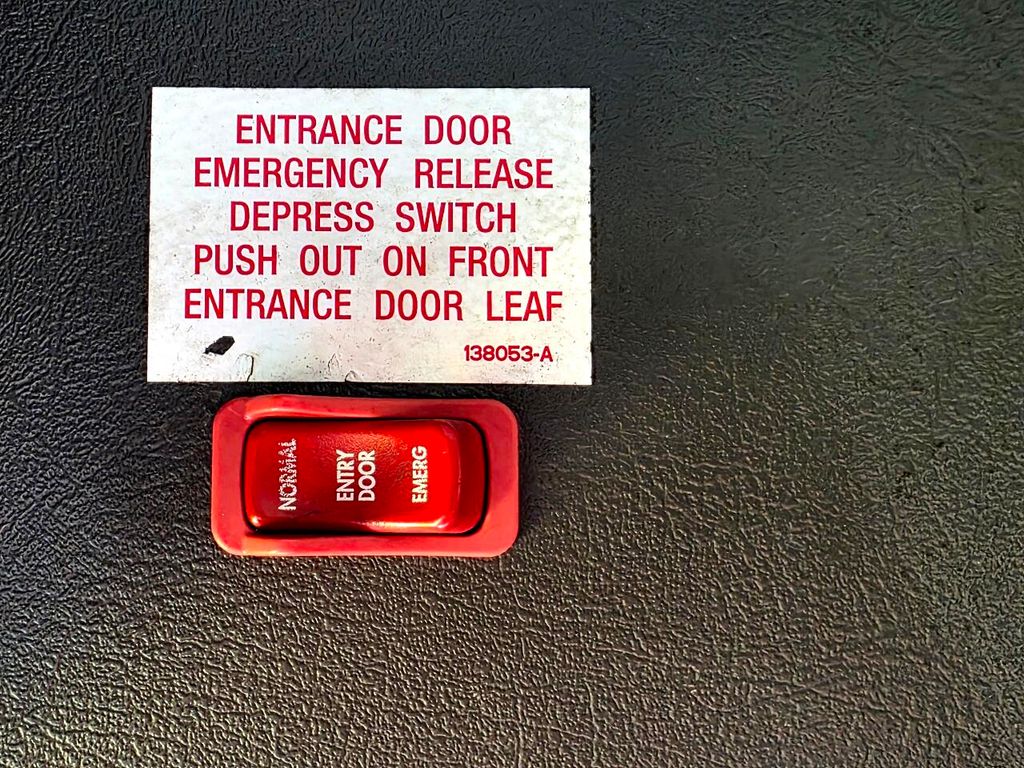 ENTRANCE DOOR
EMERGENCY RELEASE
DEPRESS SWITCH
PUSH OUT ON FRONT
ENTRANCE DOOR LEAF
138053-A
NORMAL
ENTRY
DOOR
EMERG